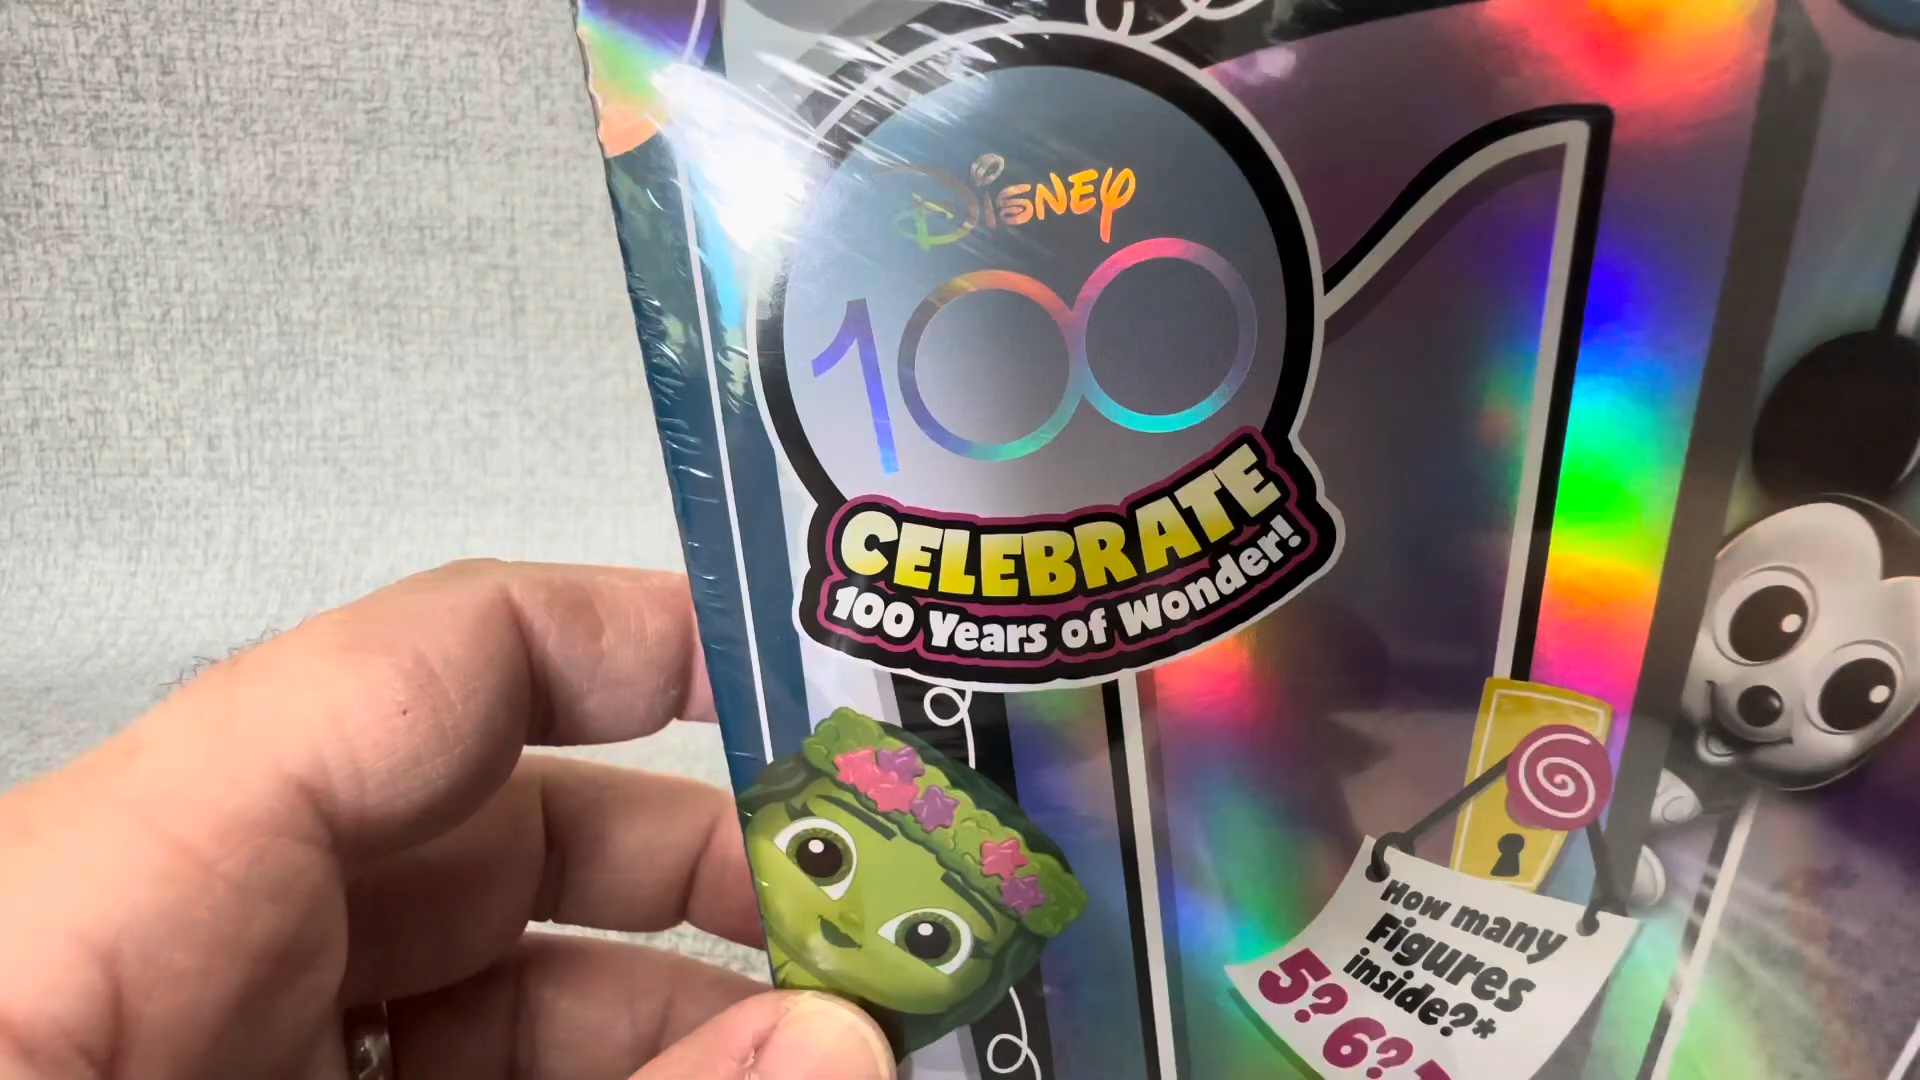 Disney
100
CELEBRATE
100 Years of Wonder!
How many
Figures
inside?*
5? 6?